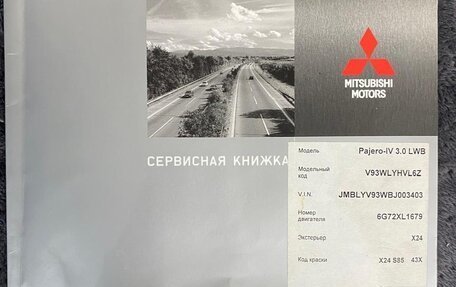 MITSUBISHI
MOTORS
СЕРВИСНАЯ КНИЖКА
Модель Pajero-IV 3.0 LWB
Модельный
код V93WLYHVL6Z
V.I.N. JMBLYV93WBJ003403
Номер
двигателя 6G72XL1679
Экстерьер X24
Код краски X24 S85 43X